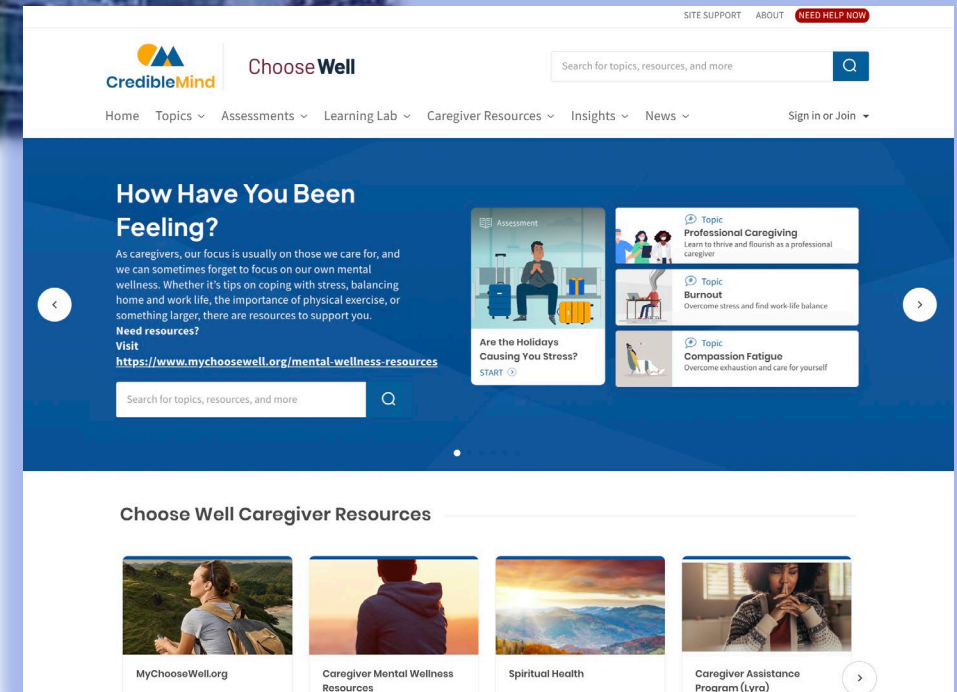 SITE SUPPORT ABOUT NEED HELP NOW
CredibleMind
ChooseWell
Search for topics, resources, and more
Home Topics Assessments Learning Lab Caregiver Resources Insights News Sign in or Join
How Have You Been
Feeling?
As caregivers, our focus is usually on those we care for, and
we can sometimes forget to focus on our own mental
wellness. Whether it's tips on coping with stress, balancing
home and work life, the importance of physical exercise, or
something larger, there are resources to support you.
Need resources?
Visit
https://www.mychoosewell.org/mental-wellness-resources
Search for topics, resources, and more
Assessment
Are the Holidays
Causing You Stress?
START
Topic
Professional Caregiving
Learn to thrive and flourish as a professional
caregiver
Topic
Burnout
Overcome stress and find work-life balance
Topic
Compassion Fatigue
Overcome exhaustion and care for yourself
Choose Well Caregiver Resources
MyChooseWell.org
Caregiver Mental Wellness
Resources
Spiritual Health
Caregiver Assistance
Program (Lyra)